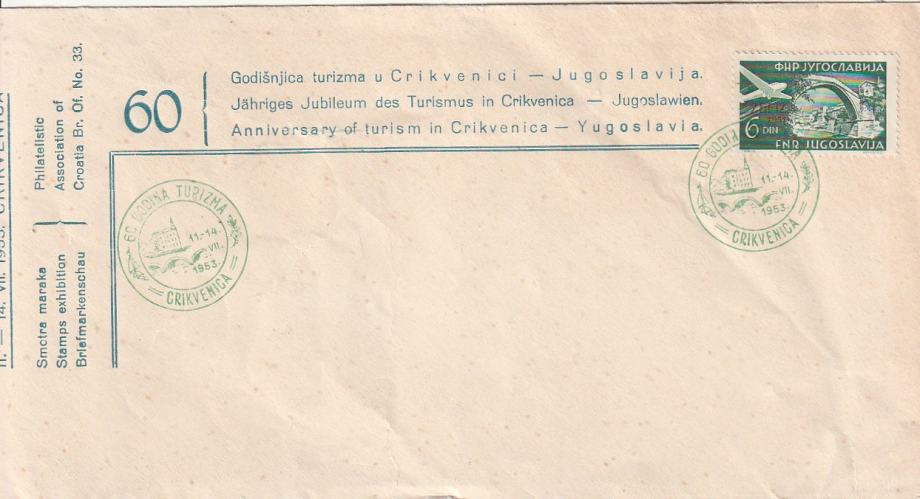 60
Godišnjica turizma u Crikvenici — Jugoslavija.
Jähriges Jubileum des Turismus in Crikvenica — Jugoslawien.
Anniversary of turism in Crikvenica — Yugoslavia.
ФНР ЈУГОСЛАВИЈА
6 DIN
FNR JUGOSLAVIJA
60 GODINA
11.-14.
VII.
1953.
CRIKVENICA
60 GODINA TURIZMA
11.-14.
VII.
1953.
CRIKVENICA
14. VII. 1953. CRIKVENICA
Smotra maraka
Stamps exhibition
Briefmarkenschau
Philatelistic
Association of
Croatia Br. Of. No. 33.